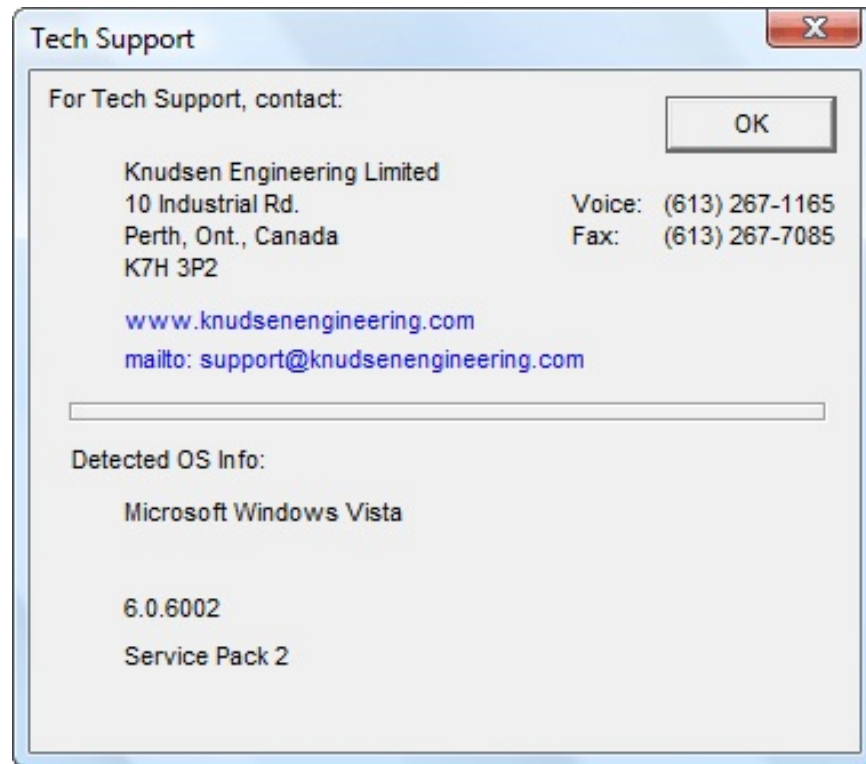 Tech Support
For Tech Support, contact:
OK
Knudsen Engineering Limited
10 Industrial Rd.
Voice: (613) 267-1165
Perth, Ont., Canada
Fax: (613) 267-7085
K7H 3P2
www.knudsenengineering.com
mailto: support@knudsenengineering.com
Detected OS Info:
Microsoft Windows Vista
6.0.6002
Service Pack 2